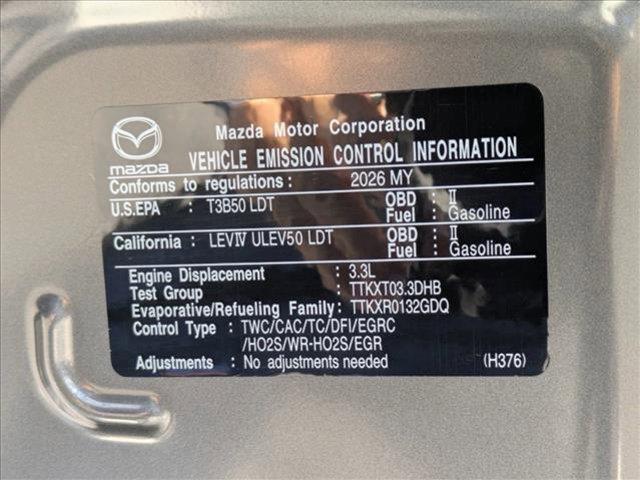 Mazda Motor Corporation
mazda VEHICLE EMISSION CONTROL INFORMATION
Conforms to regulations : 2026 MY
U.S.EPA : T3B50 LDT OBD : II
Fuel : Gasoline
California : LEVIV ULEV50 LDT OBD : II
Fuel : Gasoline
Engine Displacement : 3.3L
Test Group : TTKXT03.3DHB
Evaporative/Refueling Family: TTKXR0132GDQ
Control Type : TWC/CAC/TC/DFI/EGRC
/HO2S/WR-HO2S/EGR
Adjustments : No adjustments needed (H376)